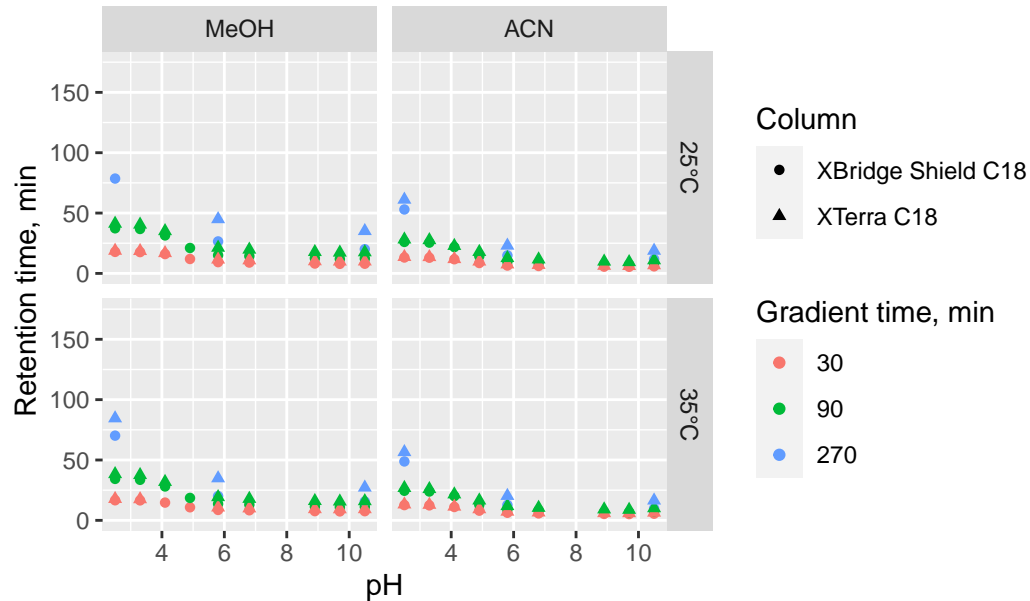 MeOH ACN
Retention time, min
150
100
50
0
25°C
150
100
50
0
35°C
4 6 8 10 4 6 8 10
pH
Column
XBridge Shield C18
XTerra C18
Gradient time, min
30
90
270